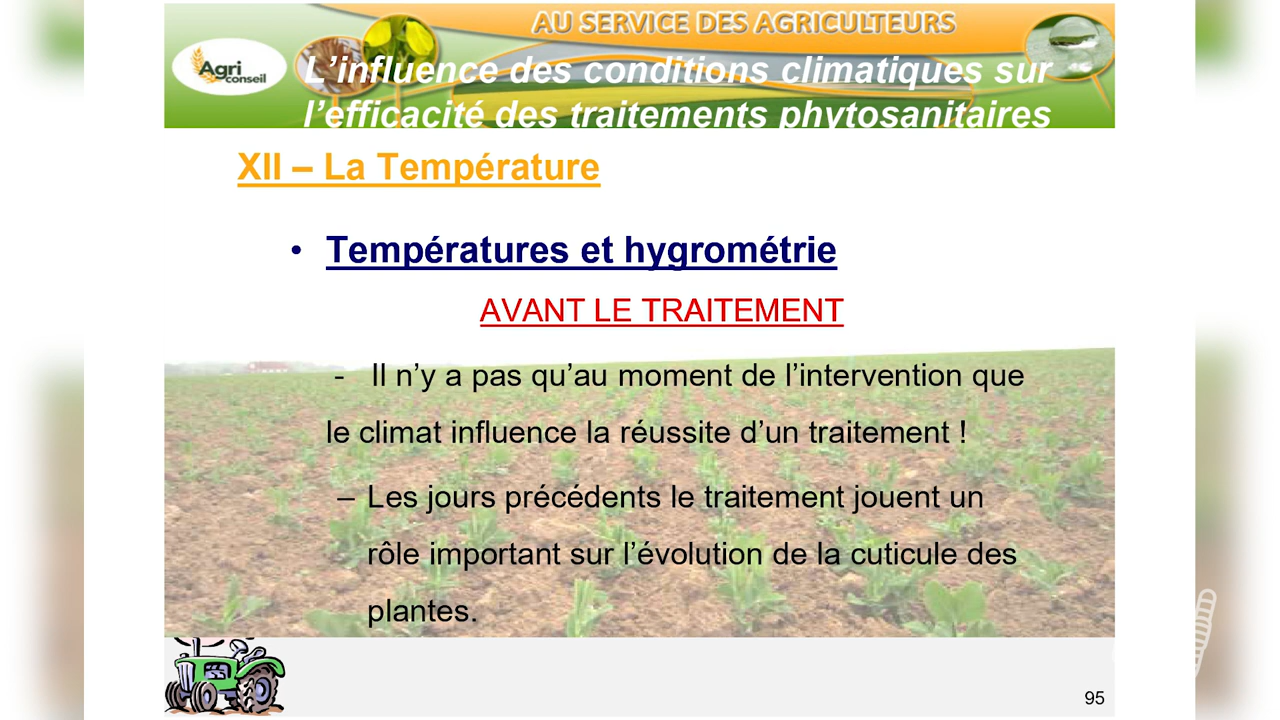 AU SERVICE DES AGRICULTEURS
Agri
conseil
L’influence des conditions climatiques sur
l’efficacité des traitements phytosanitaires
XII – La Température
• Températures et hygrométrie
AVANT LE TRAITEMENT
- Il n’y a pas qu’au moment de l’intervention que
le climat influence la réussite d’un traitement !
– Les jours précédents le traitement jouent un
rôle important sur l’évolution de la cuticule des
plantes.
95